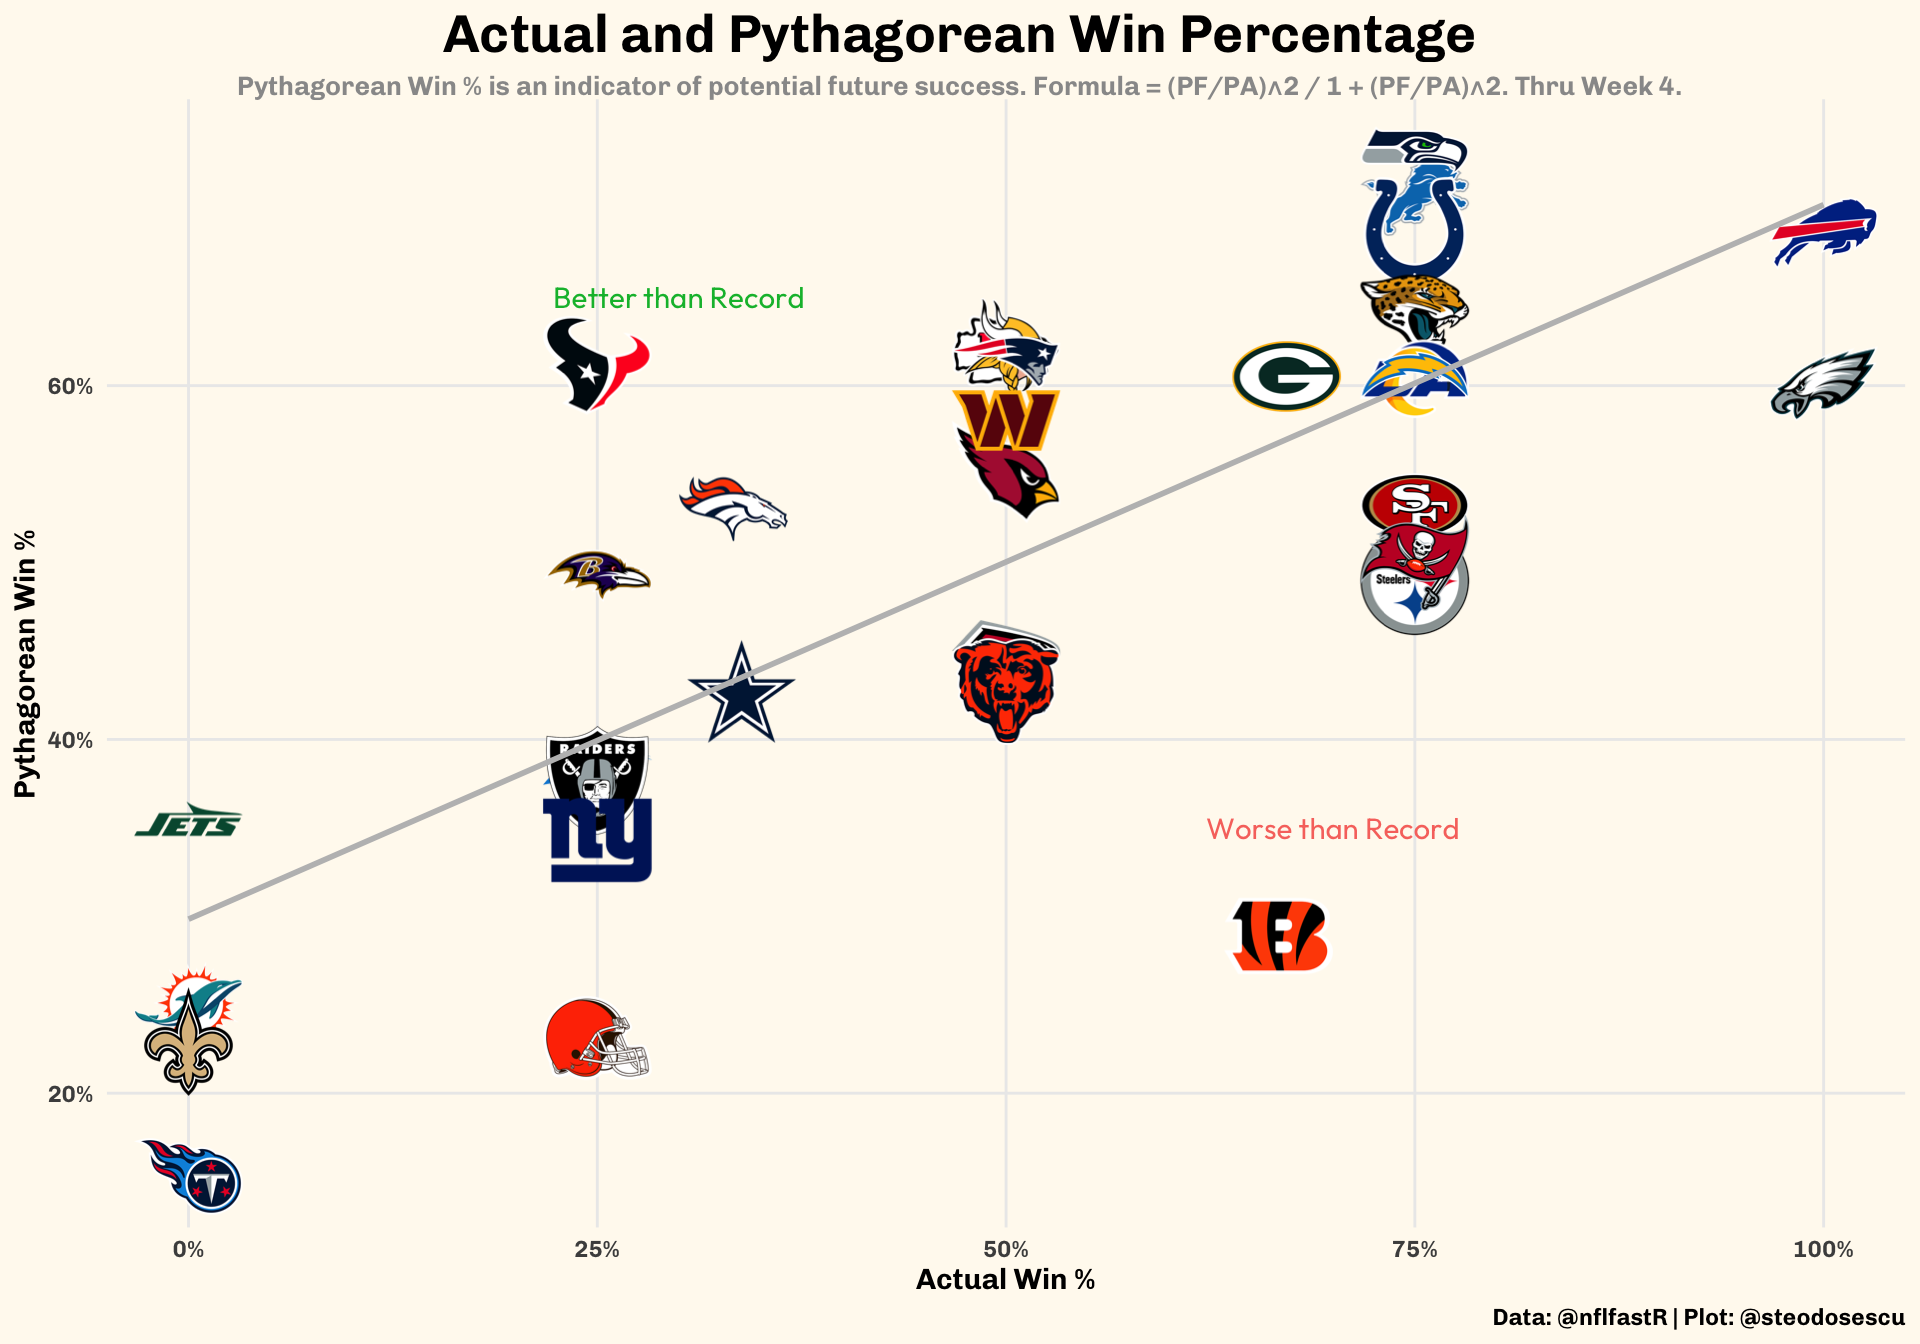 Actual and Pythagorean Win Percentage
Pythagorean Win % is an indicator of potential future success. Formula = (PF/PA)^2 / 1 + (PF/PA)^2. Thru Week 4.
Better than Record
60%
W
SF
B
Steelers
Pythagorean Win %
40%
RAIDERS
JETS
ny
Worse than Record
B
20%
T
0%
25%
50%
75%
100%
Actual Win %
Data: @nflfastR | Plot: @steodosescu